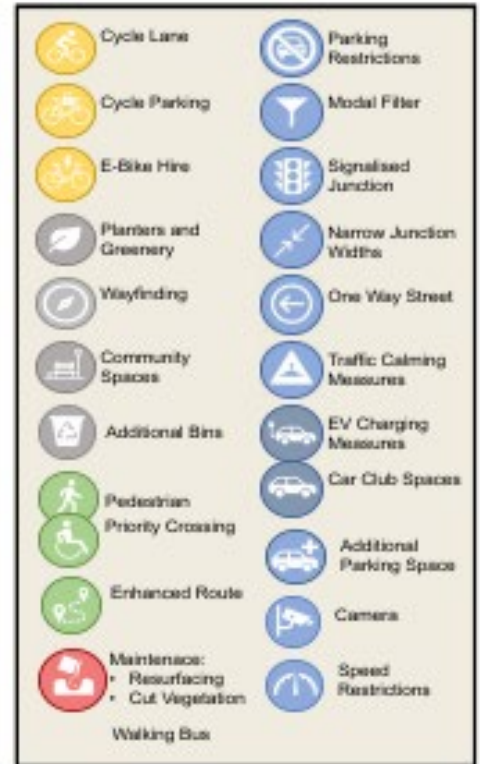 Cycle Lane
Cycle Parking
E-Bike Hire
Planters and
Greenery
Wayfinding
Community
Spaces
Additional Bins
Pedestrian
Priority Crossing
Enhanced Route
Maintenace:
• Resurfacing
• Cut Vegetation
Walking Bus
Parking
Restrictions
Modal Filter
Signalised
Junction
Narrow Junction
Widths
One Way Street
Traffic Calming
Measures
EV Charging
Measures
Car Club Spaces
Additional
Parking Space
Camera
Speed
Restrictions